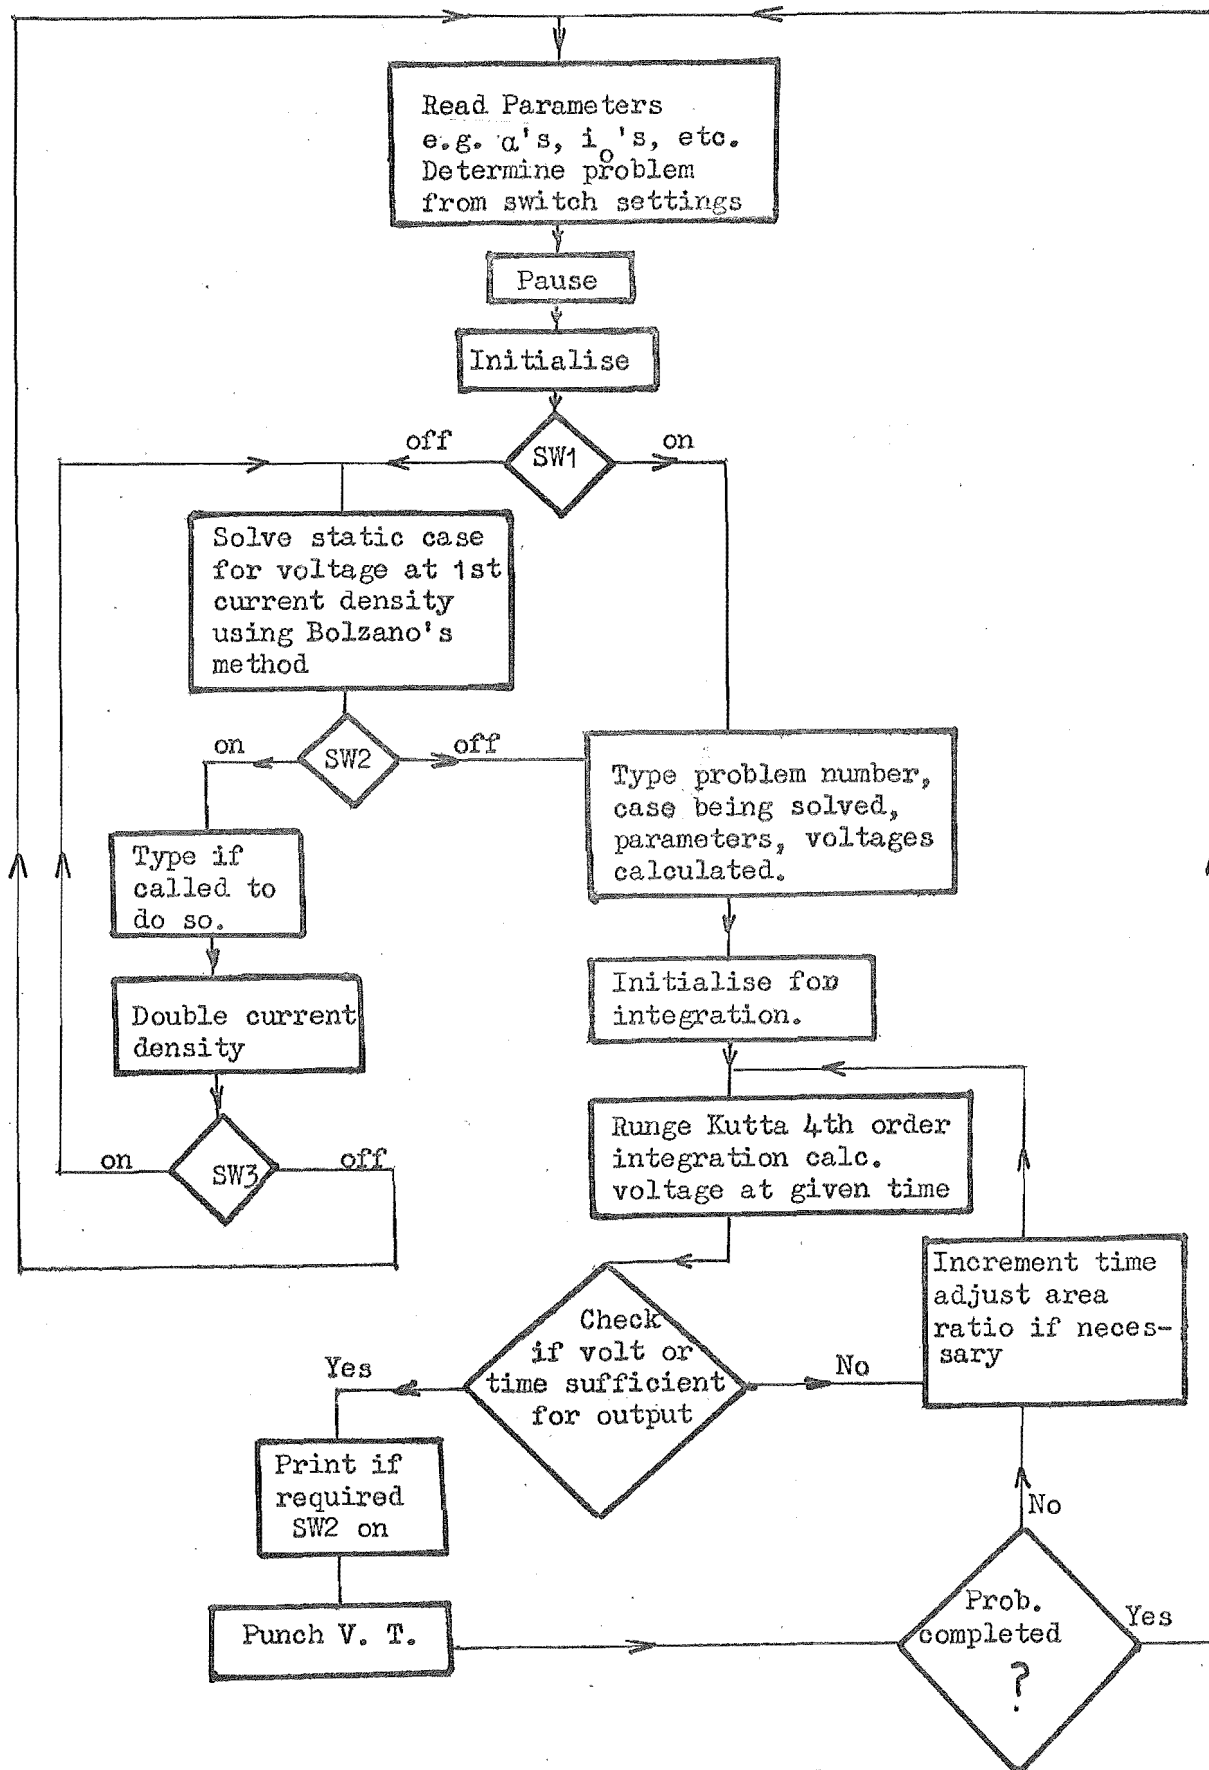 Read Parameters
e.g. α's, i₀'s, etc.
Determine problem
from switch settings
Pause
Initialise
off
SW1
on
Solve static case
for voltage at 1st
current density
using Bolzano's
method
on
SW2
off
Type problem number,
case being solved,
parameters, voltages
calculated.
Type if
called to
do so.
Initialise for
integration.
Double current
density
Runge Kutta 4th order
integration calc.
voltage at given time
on
SW3
off
Increment time
adjust area
ratio if neces-
sary
Check
if volt or
time sufficient
for output
Yes
No
Print if
required
SW2 on
No
Punch V. T.
Prob.
completed
?
Yes